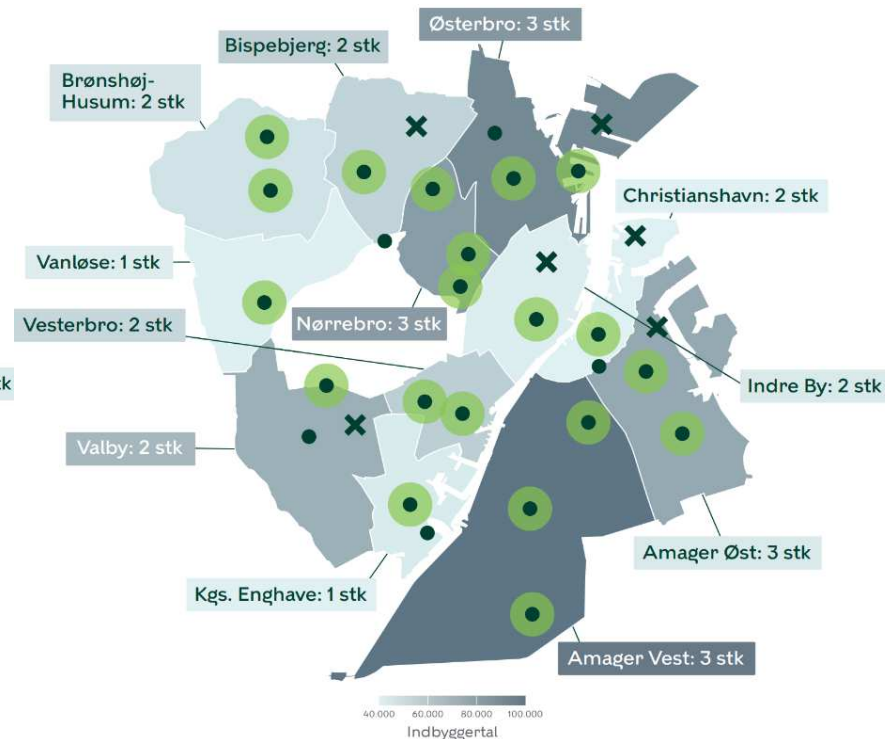 Østerbro: 3 stk
Bispebjerg: 2 stk
Brønshøj-
Husum: 2 stk
Christianshavn: 2 stk
Vanløse: 1 stk
Vesterbro: 2 stk
Nørrebro: 3 stk
tk
Indre By: 2 stk
Valby: 2 stk
Amager Øst: 3 stk
Kgs. Enghave: 1 stk
Amager Vest: 3 stk
40.000 60.000 80.000 100.000
Indbyggertal